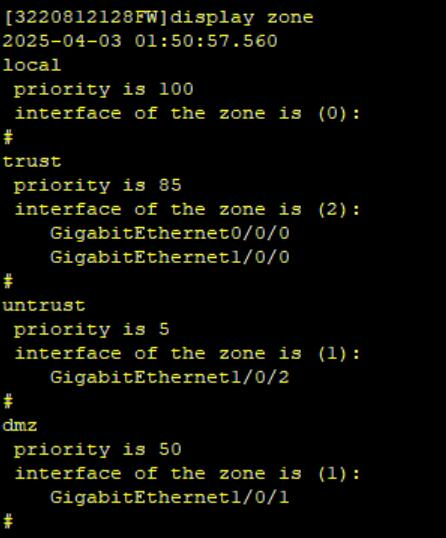 [3220812128FW]display zone
2025-04-03 01:50:57.560
local
priority is 100
interface of the zone is (0):
#
trust
priority is 85
interface of the zone is (2):
GigabitEthernet0/0/0
GigabitEthernet1/0/0
#
untrust
priority is 5
interface of the zone is (1):
GigabitEthernet1/0/2
#
dmz
priority is 50
interface of the zone is (1):
GigabitEthernet1/0/1
#